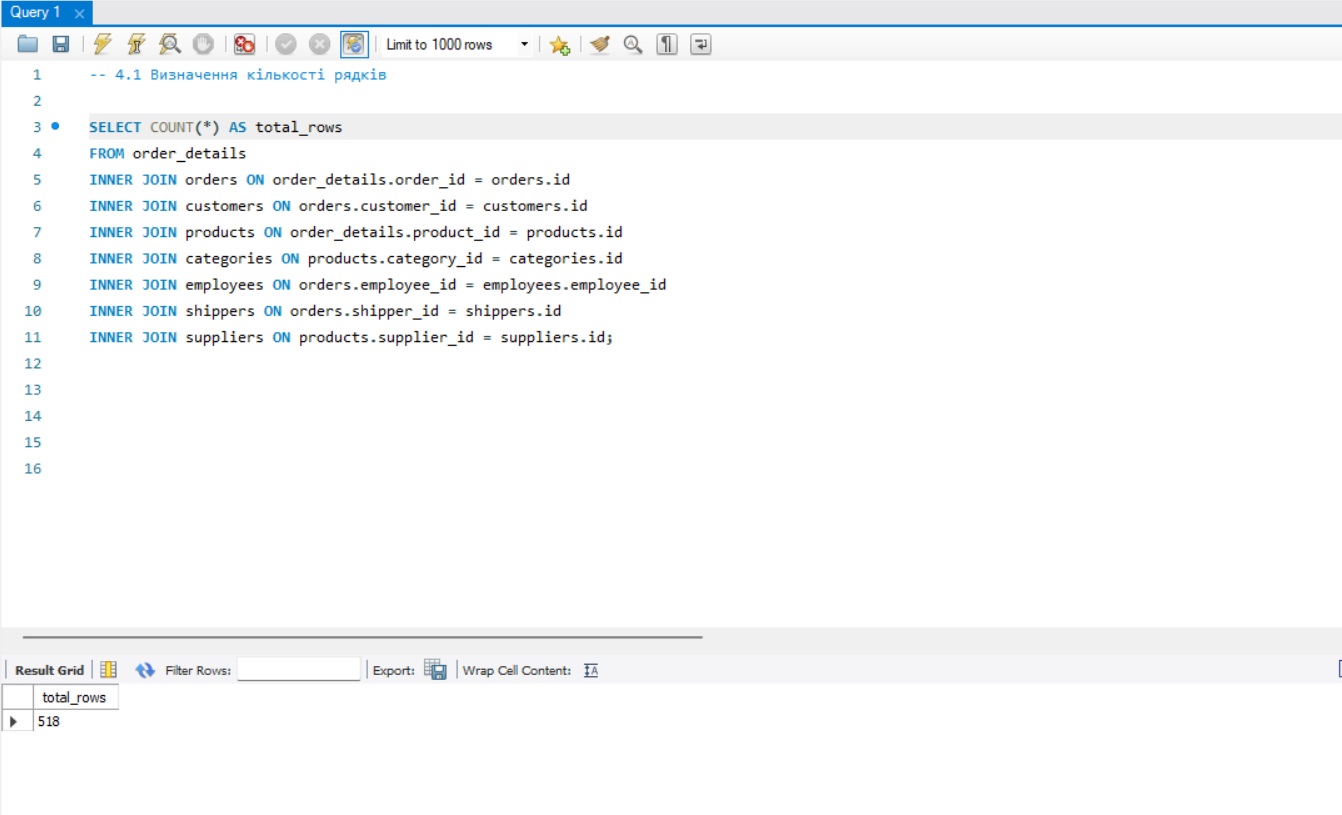 Query 1
Limit to 1000 rows
1 -- 4.1 Визначення кількості рядків
2
3 SELECT COUNT(*) AS total_rows
4 FROM order_details
5 INNER JOIN orders ON order_details.order_id = orders.id
6 INNER JOIN customers ON orders.customer_id = customers.id
7 INNER JOIN products ON order_details.product_id = products.id
8 INNER JOIN categories ON products.category_id = categories.id
9 INNER JOIN employees ON orders.employee_id = employees.employee_id
10 INNER JOIN shippers ON orders.shipper_id = shippers.id
11 INNER JOIN suppliers ON products.supplier_id = suppliers.id;
12
13
14
15
16
Result Grid Filter Rows: Export: Wrap Cell Content:
total_rows
518